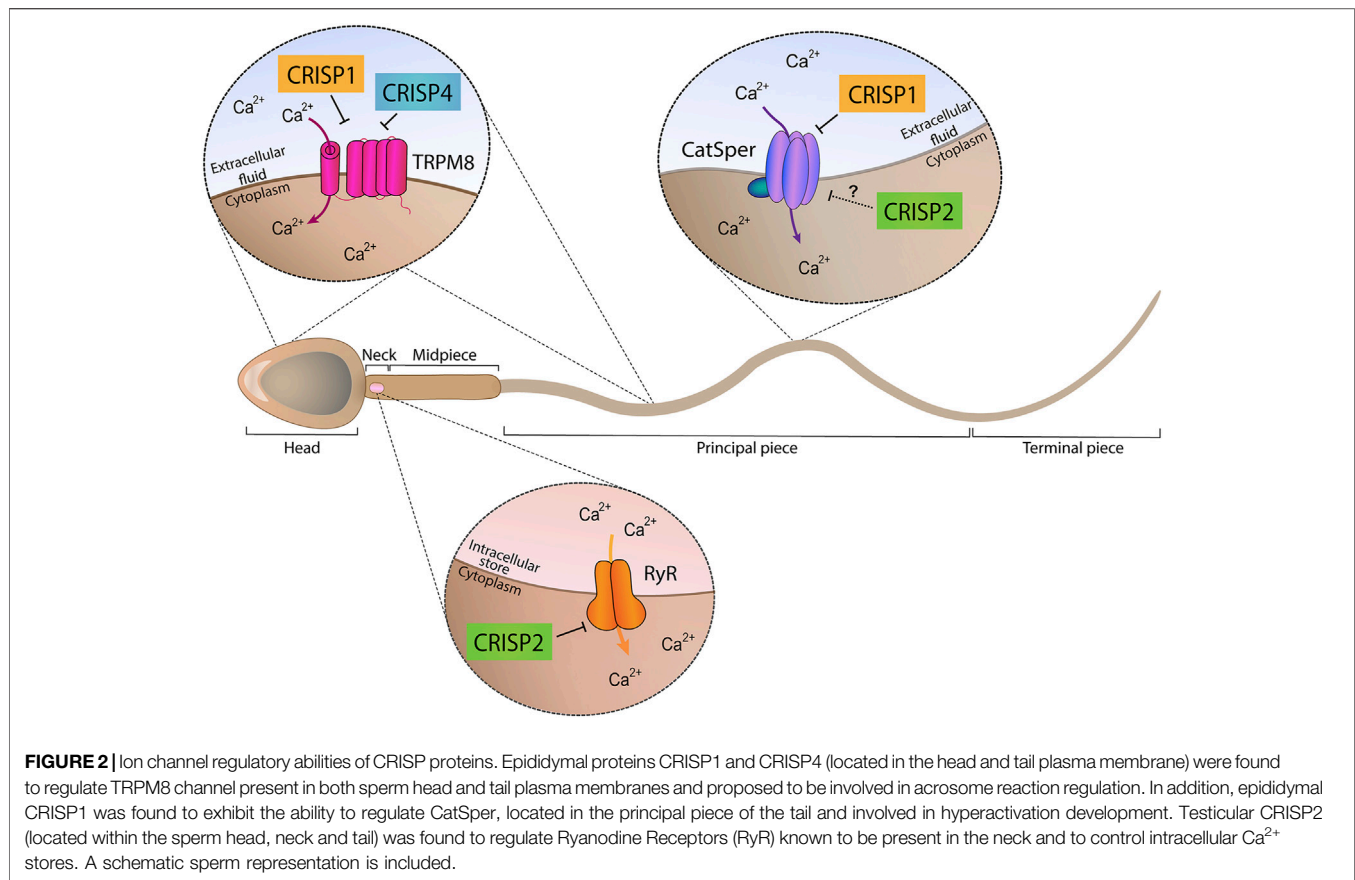 CRISP1
CRISP4
Ca²⁺
Ca²⁺
Extracellular
fluid
Cytoplasm
TRPM8
Ca²⁺
Ca²⁺
Ca²⁺
Ca²⁺
CRISP1
CatSper
Extracellular
fluid
Cytoplasm
?
CRISP2
Ca²⁺
Ca²⁺
Neck
Midpiece
Head
Principal piece
Terminal piece
Ca²⁺
Ca²⁺
Intracellular
store
Cytoplasm
RyR
CRISP2
Ca²⁺
Ca²⁺
FIGURE 2 | Ion channel regulatory abilities of CRISP proteins. Epididymal proteins CRISP1 and CRISP4 (located in the head and tail plasma membrane) were found
to regulate TRPM8 channel present in both sperm head and tail plasma membranes and proposed to be involved in acrosome reaction regulation. In addition, epididymal
CRISP1 was found to exhibit the ability to regulate CatSper, located in the principal piece of the tail and involved in hyperactivation development. Testicular CRISP2
(located within the sperm head, neck and tail) was found to regulate Ryanodine Receptors (RyR) known to be present in the neck and to control intracellular Ca²⁺
stores. A schematic sperm representation is included.